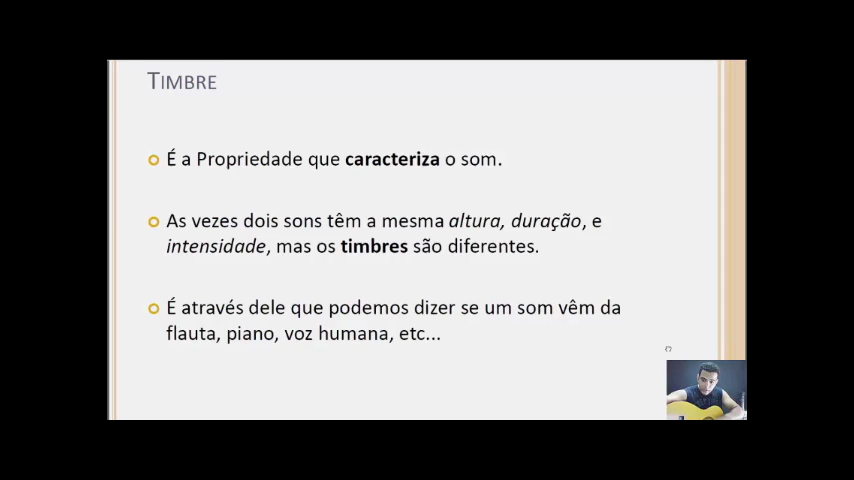 TIMBRE
É a Propriedade que caracteriza o som.
As vezes dois sons têm a mesma altura, duração, e
intensidade, mas os timbres são diferentes.
É através dele que podemos dizer se um som vêm da
flauta, piano, voz humana, etc...